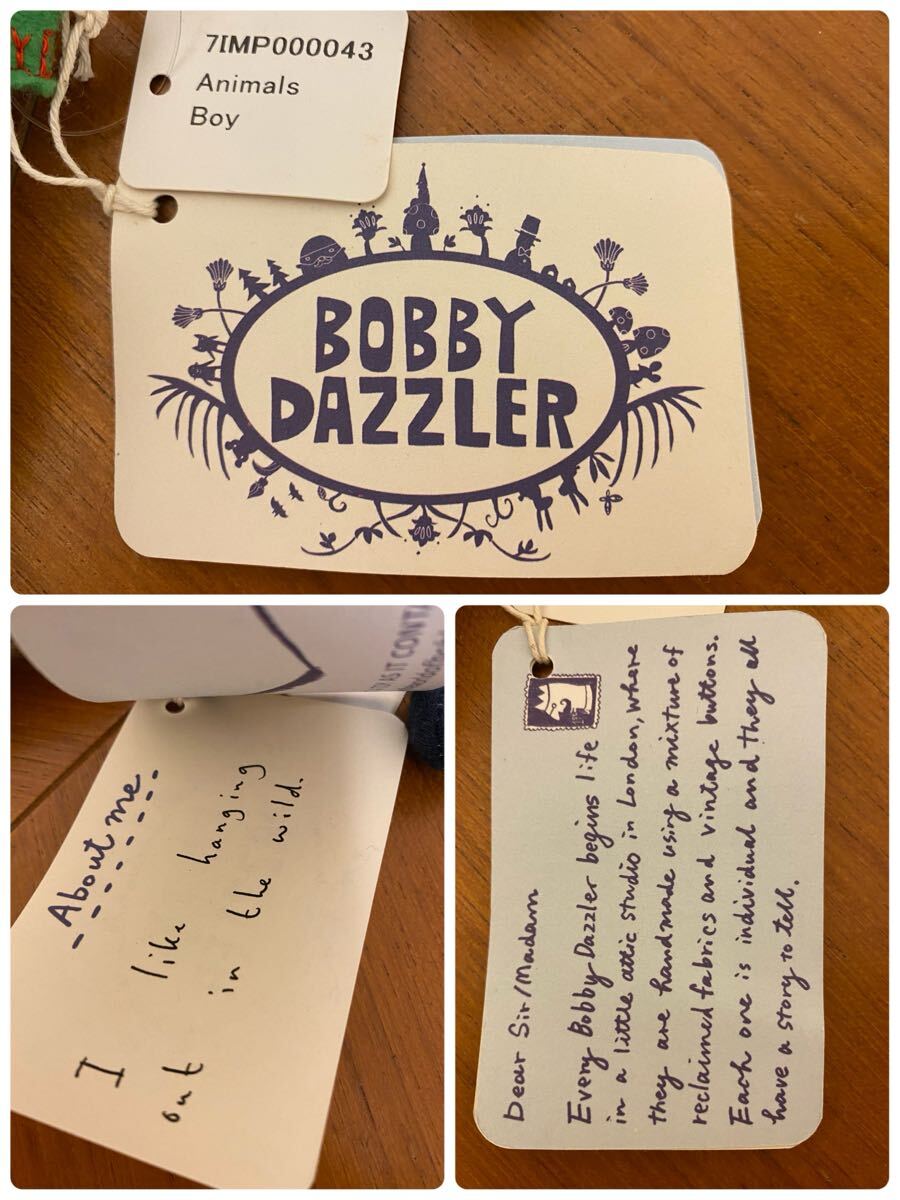 7IMP000043
Animals
Boy
BOBBY
DAZZLER
About me.
I like hanging
out in the wild.
Dear Sir/Madam
Every Bobby Dazzler begins life
in a little attic studio in London, where
they are handmade using a mixture of
reclaimed fabrics and vintage buttons.
Each one is individual and they all
have a story to tell.